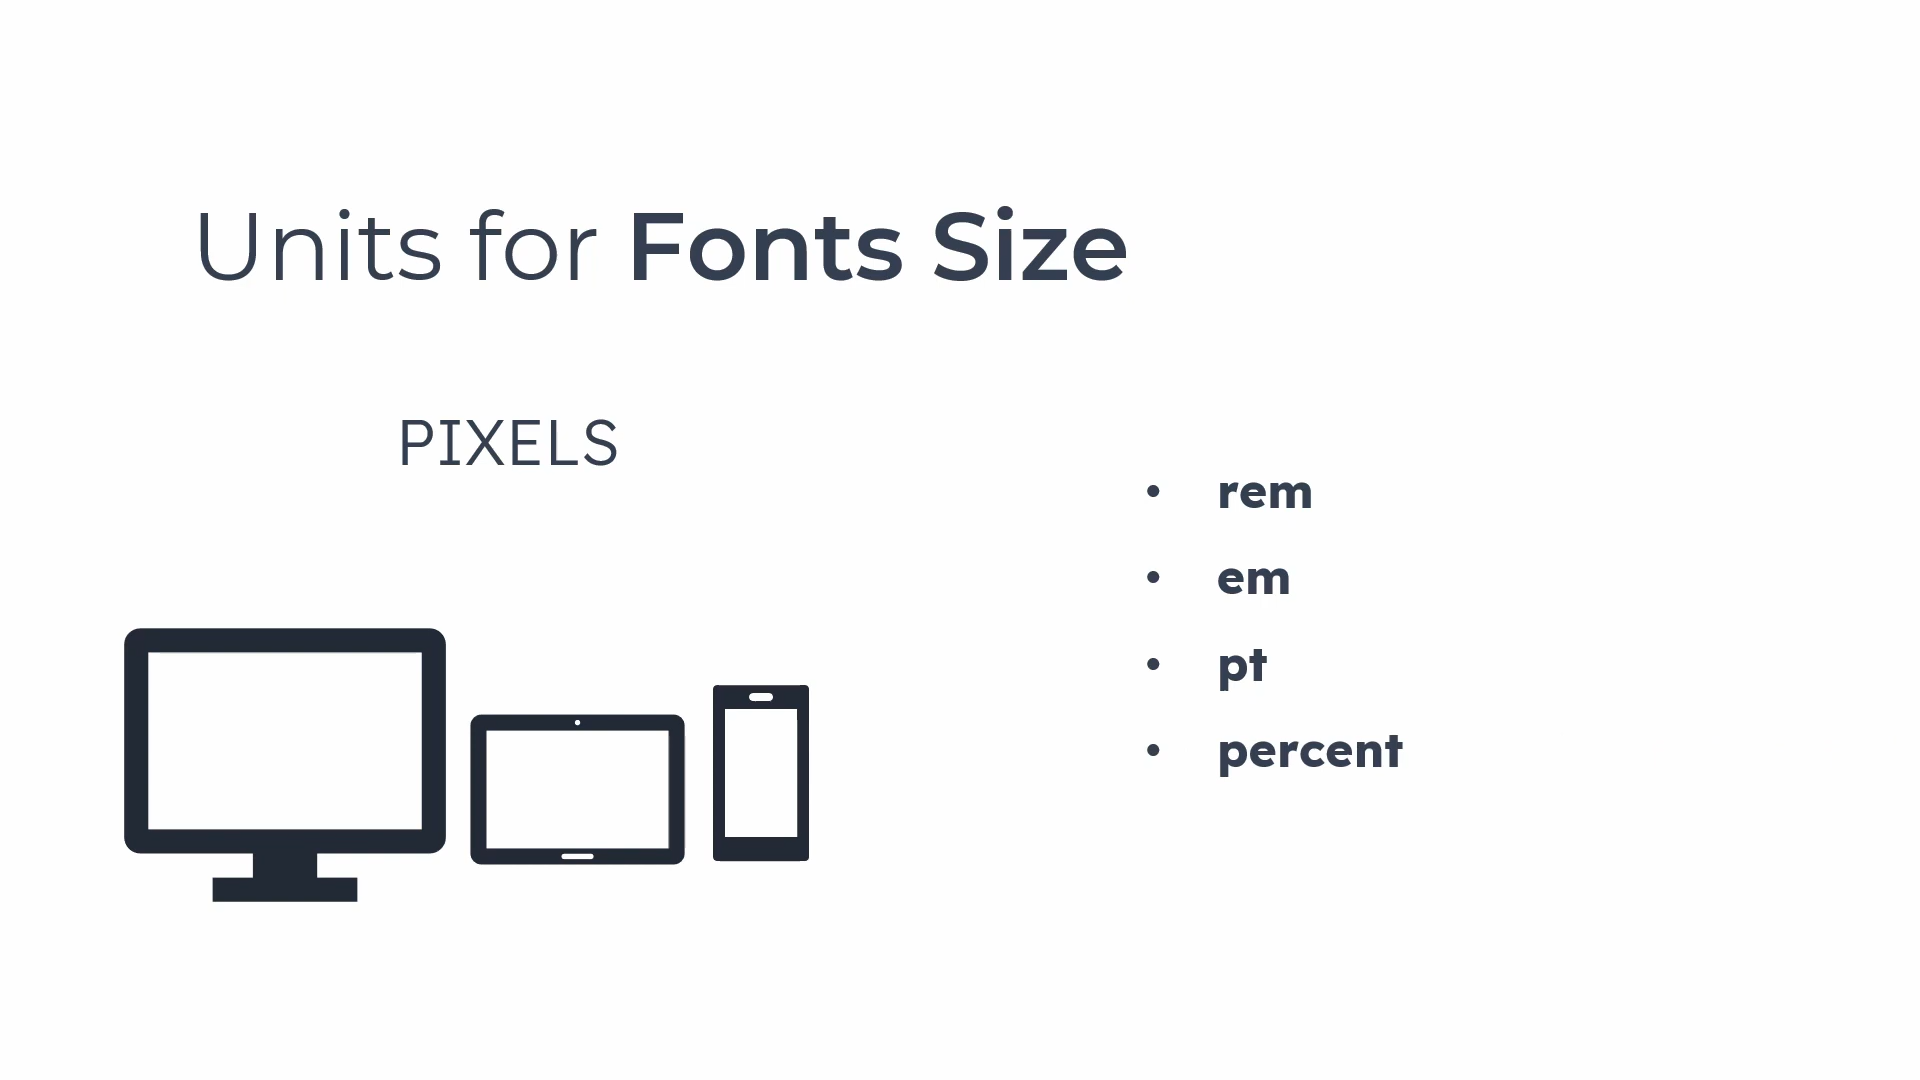 Units for Fonts Size
PIXELS
• rem
• em
• pt
• percent